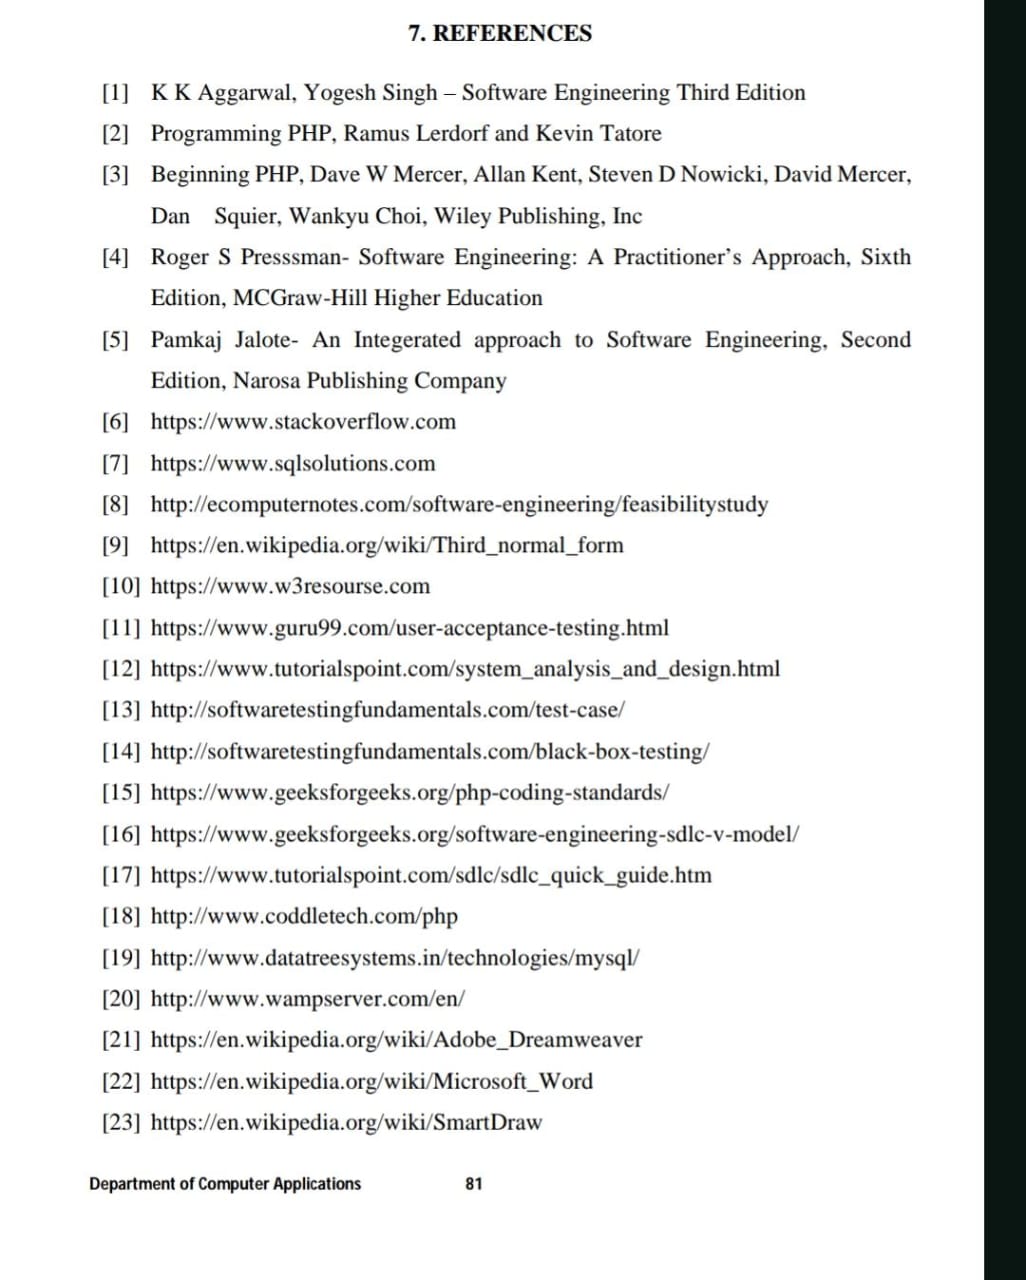 7. REFERENCES
[1] K K Aggarwal, Yogesh Singh – Software Engineering Third Edition
[2] Programming PHP, Ramus Lerdorf and Kevin Tatore
[3] Beginning PHP, Dave W Mercer, Allan Kent, Steven D Nowicki, David Mercer,
Dan Squier, Wankyu Choi, Wiley Publishing, Inc
[4] Roger S Presssman- Software Engineering: A Practitioner’s Approach, Sixth
Edition, MCGraw-Hill Higher Education
[5] Pamkaj Jalote- An Integerated approach to Software Engineering, Second
Edition, Narosa Publishing Company
[6] https://www.stackoverflow.com
[7] https://www.sqlsolutions.com
[8] http://ecomputernotes.com/software-engineering/feasibilitystudy
[9] https://en.wikipedia.org/wiki/Third_normal_form
[10] https://www.w3resourse.com
[11] https://www.guru99.com/user-acceptance-testing.html
[12] https://www.tutorialspoint.com/system_analysis_and_design.html
[13] http://softwaretestingfundamentals.com/test-case/
[14] http://softwaretestingfundamentals.com/black-box-testing/
[15] https://www.geeksforgeeks.org/php-coding-standards/
[16] https://www.geeksforgeeks.org/software-engineering-sdlc-v-model/
[17] https://www.tutorialspoint.com/sdlc/sdlc_quick_guide.htm
[18] http://www.coddletech.com/php
[19] http://www.datatreesystems.in/technologies/mysql/
[20] http://www.wampserver.com/en/
[21] https://en.wikipedia.org/wiki/Adobe_Dreamweaver
[22] https://en.wikipedia.org/wiki/Microsoft_Word
[23] https://en.wikipedia.org/wiki/SmartDraw
Department of Computer Applications 81